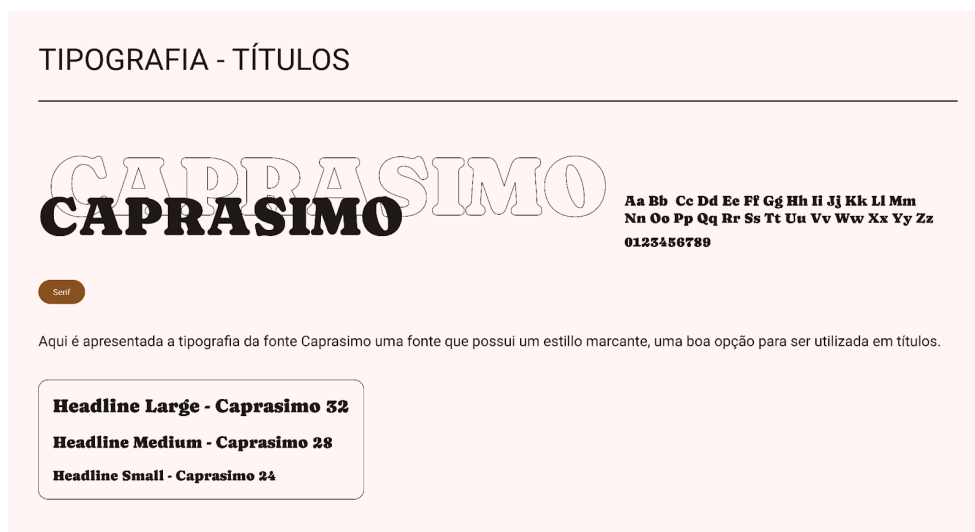 TIPOGRAFIA - TÍTULOS
CAPRASIMO
CAPRASIMO
Aa Bb  Cc Dd Ee Ff Gg Hh Ii Jj Kk Ll Mm
Nn Oo Pp Qq Rr Ss Tt Uu Vv Ww Xx Yy Zz
0123456789
Serif
Aqui é apresentada a tipografia da fonte Caprasimo uma fonte que possui um estillo marcante, uma boa opção para ser utilizada em títulos.
Headline Large - Caprasimo 32
Headline Medium - Caprasimo 28
Headline Small - Caprasimo 24